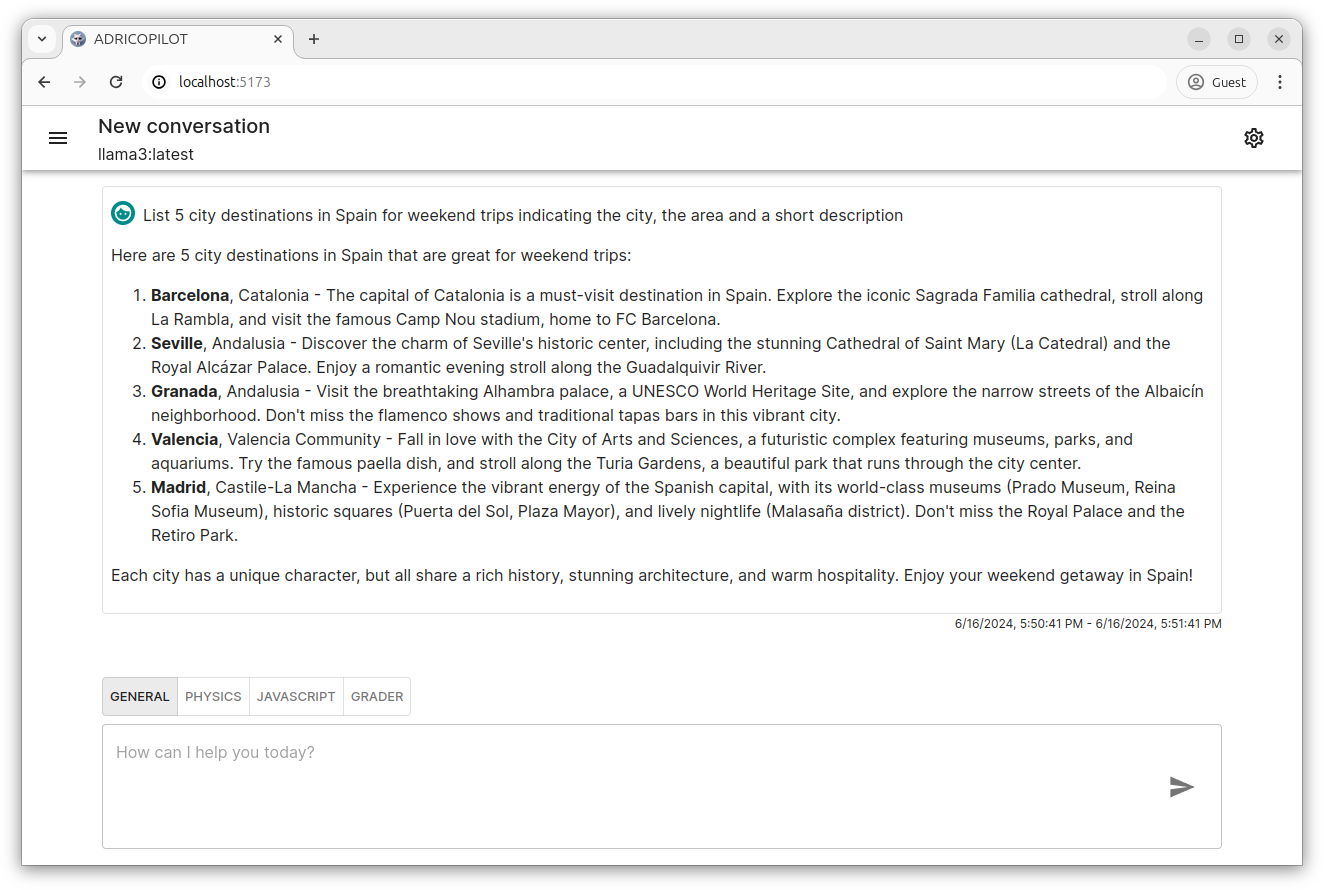 ADRICOPILOT
localhost:5173
Guest
New conversation
llama3:latest
List 5 city destinations in Spain for weekend trips indicating the city, the area and a short description
Here are 5 city destinations in Spain that are great for weekend trips:
1. Barcelona, Catalonia - The capital of Catalonia is a must-visit destination in Spain. Explore the iconic Sagrada Familia cathedral, stroll along
La Rambla, and visit the famous Camp Nou stadium, home to FC Barcelona.
2. Seville, Andalusia - Discover the charm of Seville's historic center, including the stunning Cathedral of Saint Mary (La Catedral) and the
Royal Alcázar Palace. Enjoy a romantic evening stroll along the Guadalquivir River.
3. Granada, Andalusia - Visit the breathtaking Alhambra palace, a UNESCO World Heritage Site, and explore the narrow streets of the Albaicín
neighborhood. Don't miss the flamenco shows and traditional tapas bars in this vibrant city.
4. Valencia, Valencia Community - Fall in love with the City of Arts and Sciences, a futuristic complex featuring museums, parks, and
aquariums. Try the famous paella dish, and stroll along the Turia Gardens, a beautiful park that runs through the city center.
5. Madrid, Castile-La Mancha - Experience the vibrant energy of the Spanish capital, with its world-class museums (Prado Museum, Reina
Sofia Museum), historic squares (Puerta del Sol, Plaza Mayor), and lively nightlife (Malasaña district). Don't miss the Royal Palace and the
Retiro Park.
Each city has a unique character, but all share a rich history, stunning architecture, and warm hospitality. Enjoy your weekend getaway in Spain!
6/16/2024, 5:50:41 PM - 6/16/2024, 5:51:41 PM
GENERAL PHYSICS JAVASCRIPT GRADER
How can I help you today?